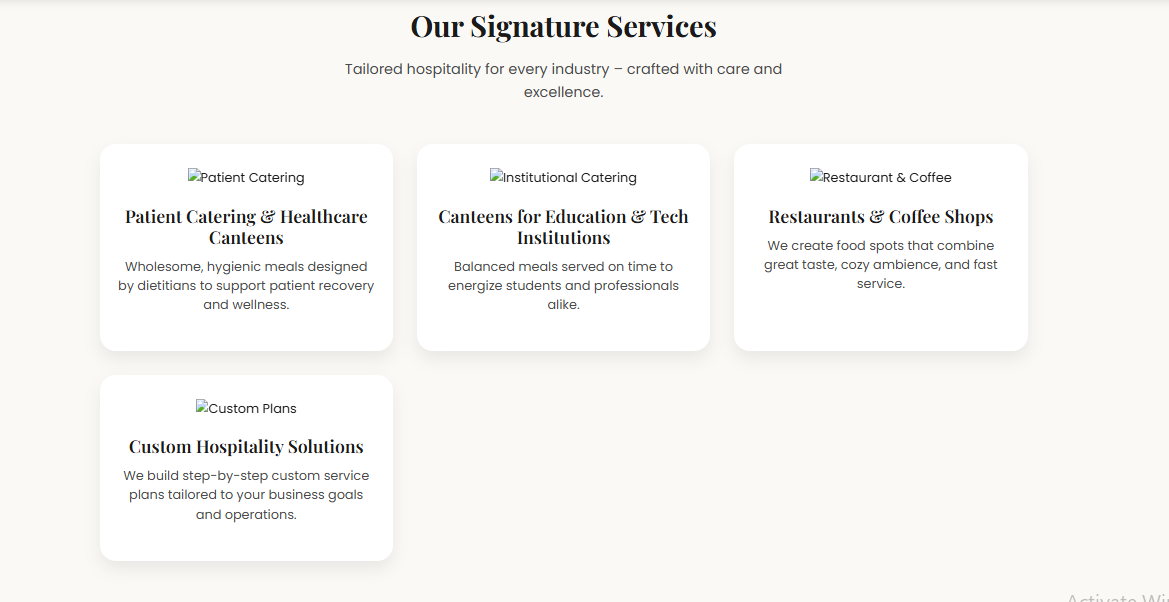 Our Signature Services
Tailored hospitality for every industry – crafted with care and
excellence.
Patient Catering
Patient Catering & Healthcare
Canteens
Wholesome, hygienic meals designed
by dietitians to support patient recovery
and wellness.
Institutional Catering
Canteens for Education & Tech
Institutions
Balanced meals served on time to
energize students and professionals
alike.
Restaurant & Coffee
Restaurants & Coffee Shops
We create food spots that combine
great taste, cozy ambience, and fast
service.
Custom Plans
Custom Hospitality Solutions
We build step-by-step custom service
plans tailored to your business goals
and operations.
Activate Wi